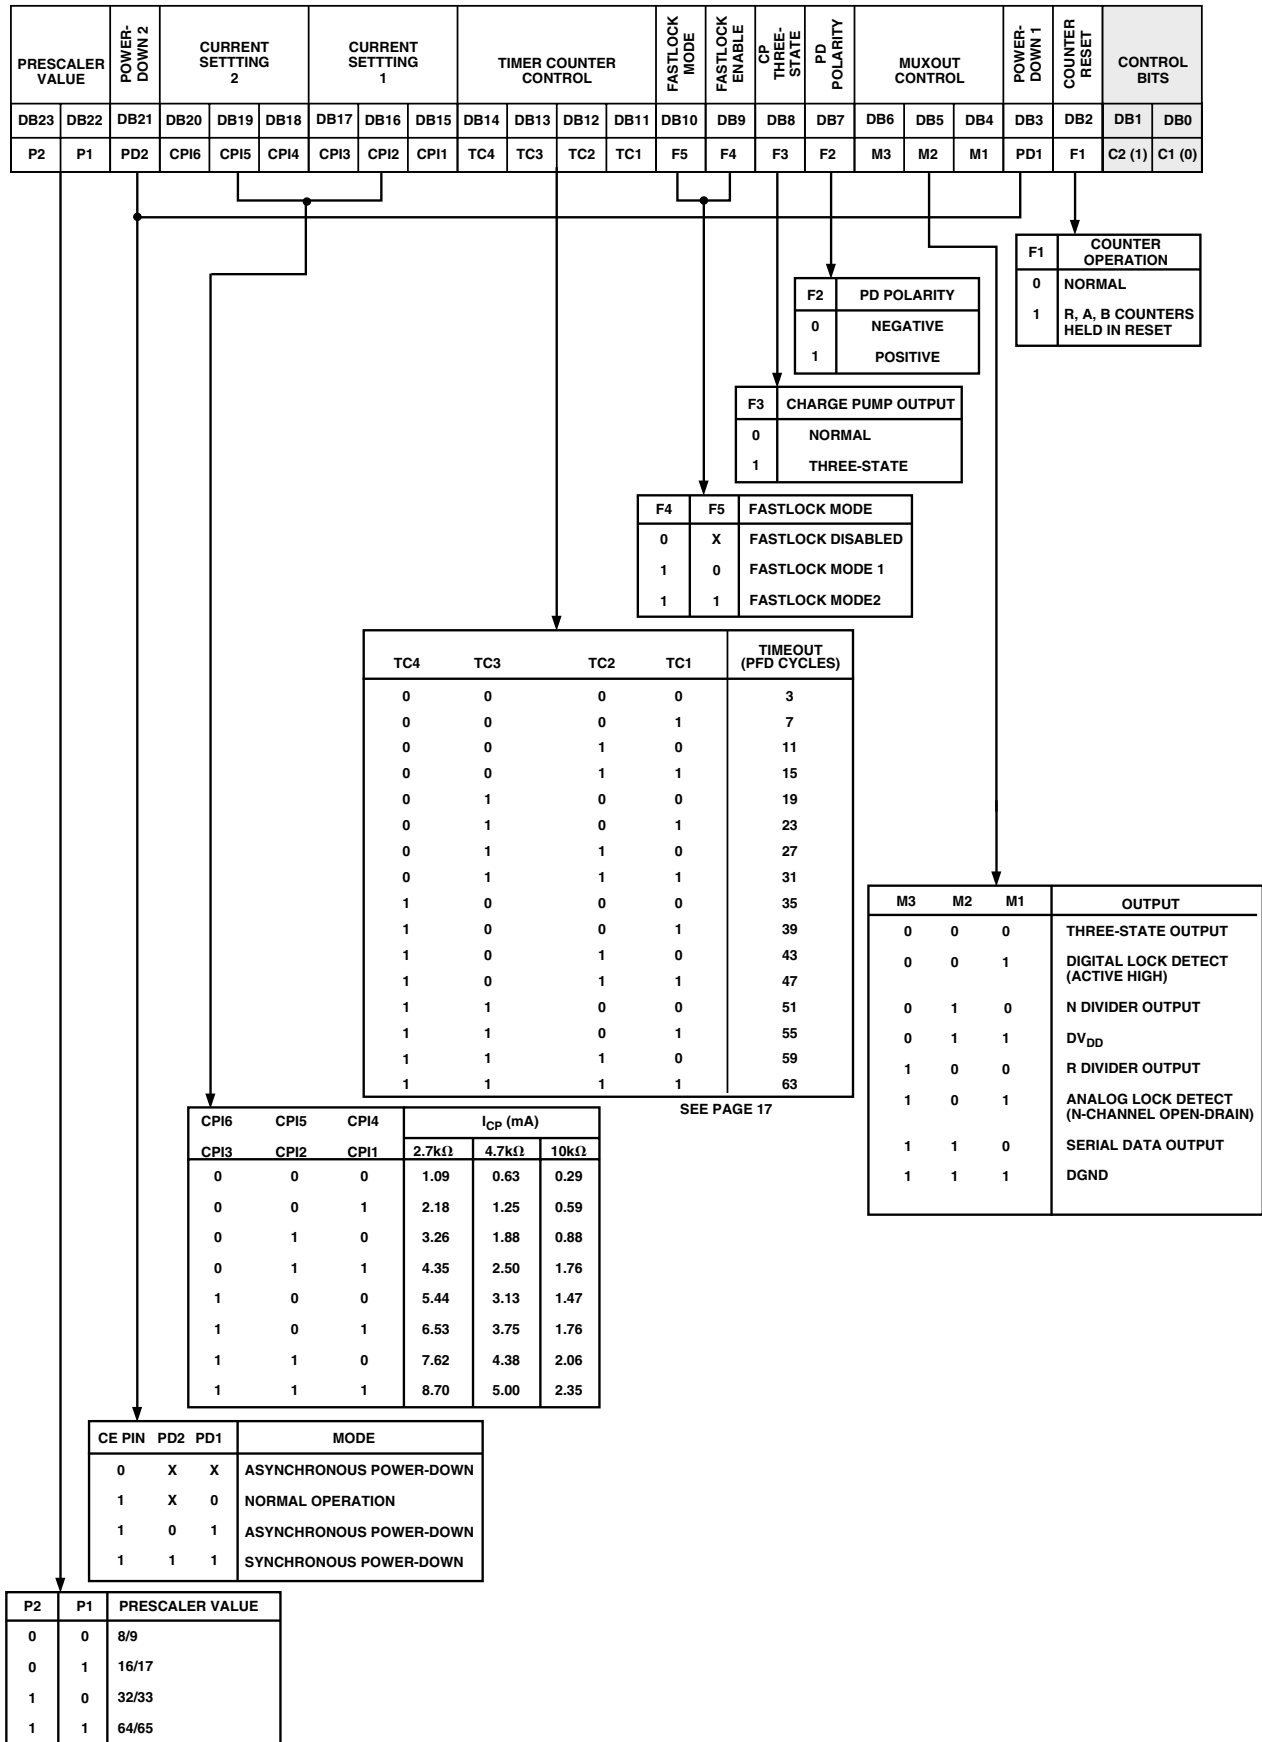 PRESCALER VALUE
POWER-DOWN 2
CURRENT SETTTING 2
CURRENT SETTTING 1
TIMER COUNTER CONTROL
FASTLOCK MODE
FASTLOCK ENABLE
CP THREE-STATE
PD POLARITY
MUXOUT CONTROL
POWER-DOWN 1
COUNTER RESET
CONTROL BITS
DB23 DB22 DB21 DB20 DB19 DB18 DB17 DB16 DB15 DB14 DB13 DB12 DB11 DB10 DB9 DB8 DB7 DB6 DB5 DB4 DB3 DB2 DB1 DB0
P2 P1 PD2 CPI6 CPI5 CPI4 CPI3 CPI2 CPI1 TC4 TC3 TC2 TC1 F5 F4 F3 F2 M3 M2 M1 PD1 F1 C2 (1) C1 (0)
F1 COUNTER OPERATION
0 NORMAL
1 R, A, B COUNTERS
HELD IN RESET
F2 PD POLARITY
0 NEGATIVE
1 POSITIVE
F3 CHARGE PUMP OUTPUT
0 NORMAL
1 THREE-STATE
F4 F5 FASTLOCK MODE
0 X FASTLOCK DISABLED
1 0 FASTLOCK MODE 1
1 1 FASTLOCK MODE2
TC4 TC3 TC2 TC1 TIMEOUT (PFD CYCLES)
0 0 0 0 3
0 0 0 1 7
0 0 1 0 11
0 0 1 1 15
0 1 0 0 19
0 1 0 1 23
0 1 1 0 27
0 1 1 1 31
1 0 0 0 35
1 0 0 1 39
1 0 1 0 43
1 0 1 1 47
1 1 0 0 51
1 1 0 1 55
1 1 1 0 59
1 1 1 1 63
SEE PAGE 17
M3 M2 M1 OUTPUT
0 0 0 THREE-STATE OUTPUT
0 0 1 DIGITAL LOCK DETECT
(ACTIVE HIGH)
0 1 0 N DIVIDER OUTPUT
0 1 1 DVDD
1 0 0 R DIVIDER OUTPUT
1 0 1 ANALOG LOCK DETECT
(N-CHANNEL OPEN-DRAIN)
1 1 0 SERIAL DATA OUTPUT
1 1 1 DGND
CPI6 CPI5 CPI4 ICP (mA)
CPI3 CPI2 CPI1 2.7kΩ 4.7kΩ 10kΩ
0 0 0 1.09 0.63 0.29
0 0 1 2.18 1.25 0.59
0 1 0 3.26 1.88 0.88
0 1 1 4.35 2.50 1.76
1 0 0 5.44 3.13 1.47
1 0 1 6.53 3.75 1.76
1 1 0 7.62 4.38 2.06
1 1 1 8.70 5.00 2.35
CE PIN PD2 PD1 MODE
0 X X ASYNCHRONOUS POWER-DOWN
1 X 0 NORMAL OPERATION
1 0 1 ASYNCHRONOUS POWER-DOWN
1 1 1 SYNCHRONOUS POWER-DOWN
P2 P1 PRESCALER VALUE
0 0 8/9
0 1 16/17
1 0 32/33
1 1 64/65